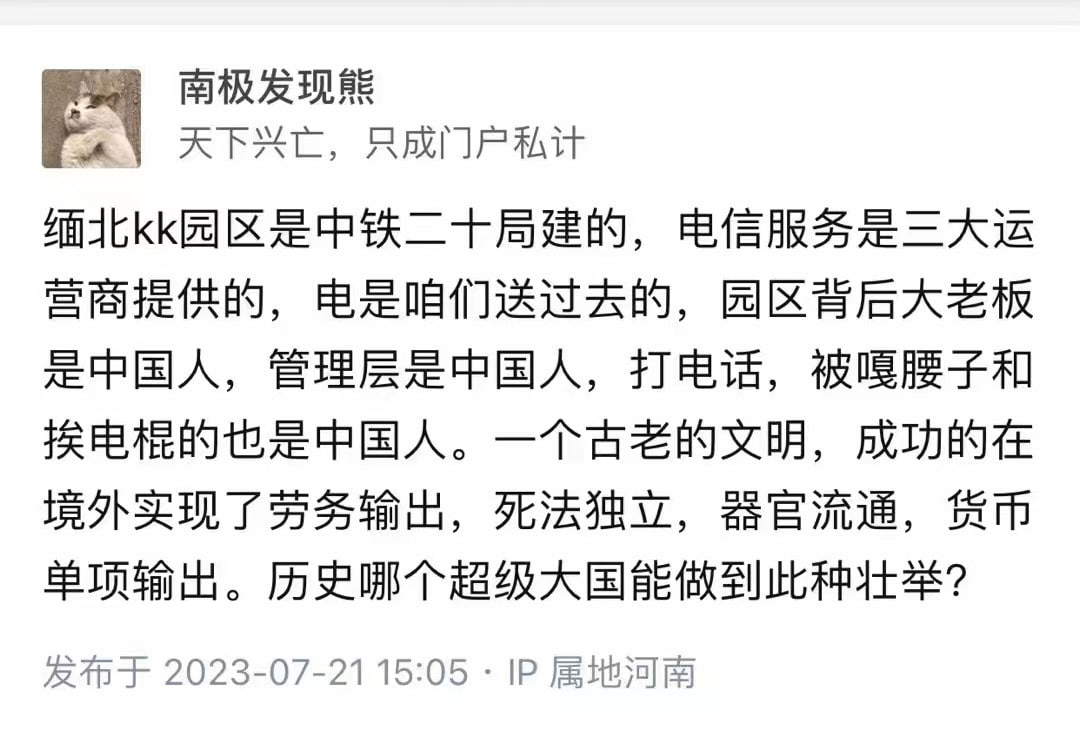 南极发现熊
天下兴亡，只成门户私计
缅北kk园区是中铁二十局建的，电信服务是三大运
营商提供的，电是咱们送过去的，园区背后大老板
是中国人，管理层是中国人，打电话，被嘎腰子和
挨电棍的也是中国人。一个古老的文明，成功的在
境外实现了劳务输出，死法独立，器官流通，货币
单项输出。历史哪个超级大国能做到此种壮举？
发布于 2023-07-21 15:05 · IP 属地河南